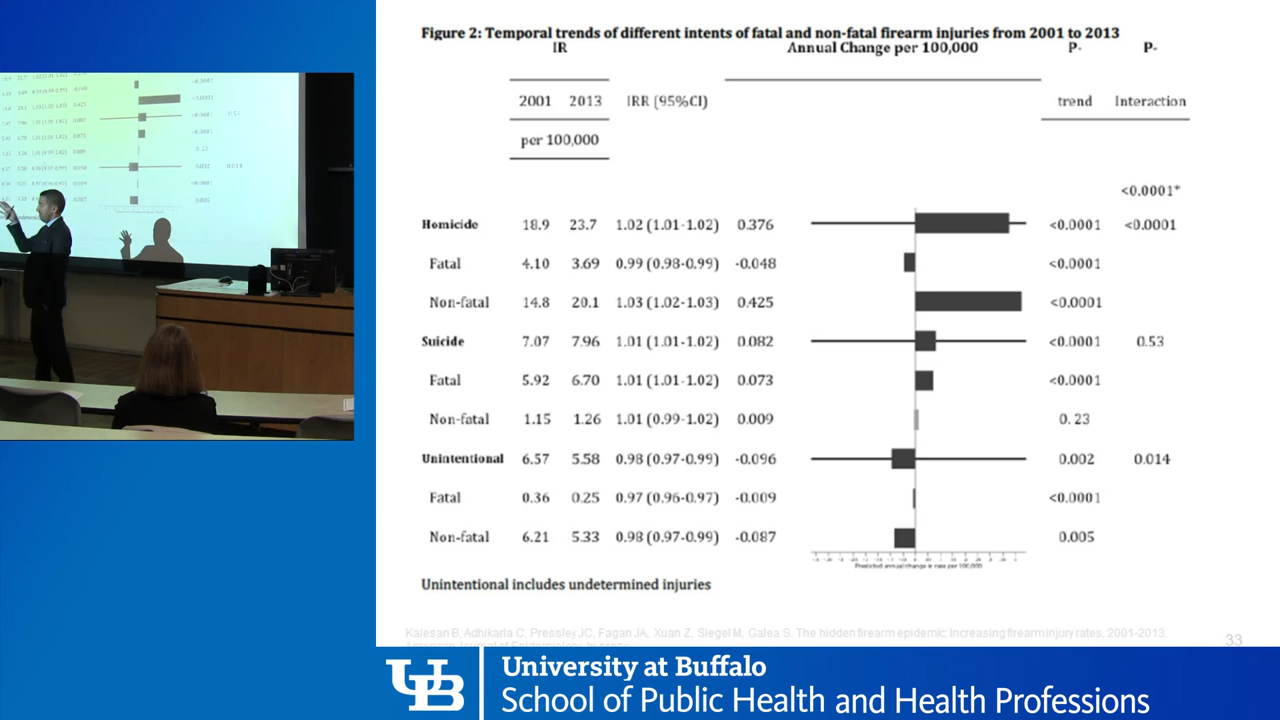 Figure 2: Temporal trends of different intents of fatal and non-fatal firearm injuries from 2001 to 2013
IR Annual Change per 100,000 P- P-
2001 2013 IRR (95%CI) trend Interaction
per 100,000
<0.0001*
Homicide 18.9 23.7 1.02 (1.01-1.02) 0.376 <0.0001 <0.0001
Fatal 4.10 3.69 0.99 (0.98-0.99) -0.048 <0.0001
Non-fatal 14.8 20.1 1.03 (1.02-1.03) 0.425 <0.0001
Suicide 7.07 7.96 1.01 (1.01-1.02) 0.082 <0.0001 0.53
Fatal 5.92 6.70 1.01 (1.01-1.02) 0.073 <0.0001
Non-fatal 1.15 1.26 1.01 (0.99-1.02) 0.009 0. 23
Unintentional 6.57 5.58 0.98 (0.97-0.99) -0.096 0.002 0.014
Fatal 0.36 0.25 0.97 (0.96-0.97) -0.009 <0.0001
Non-fatal 6.21 5.33 0.98 (0.97-0.99) -0.087 0.005
Predicted annual change in rate per 100,000
Unintentional includes undetermined injuries
Kalesan B, Adhikarla C, Pressley JC, Fagan JA, Xuan Z, Siegel M, Galea S. The hidden firearm epidemic: Increasing firearm injury rates, 2001-2013.
33
UB
University at Buffalo
School of Public Health and Health Professions